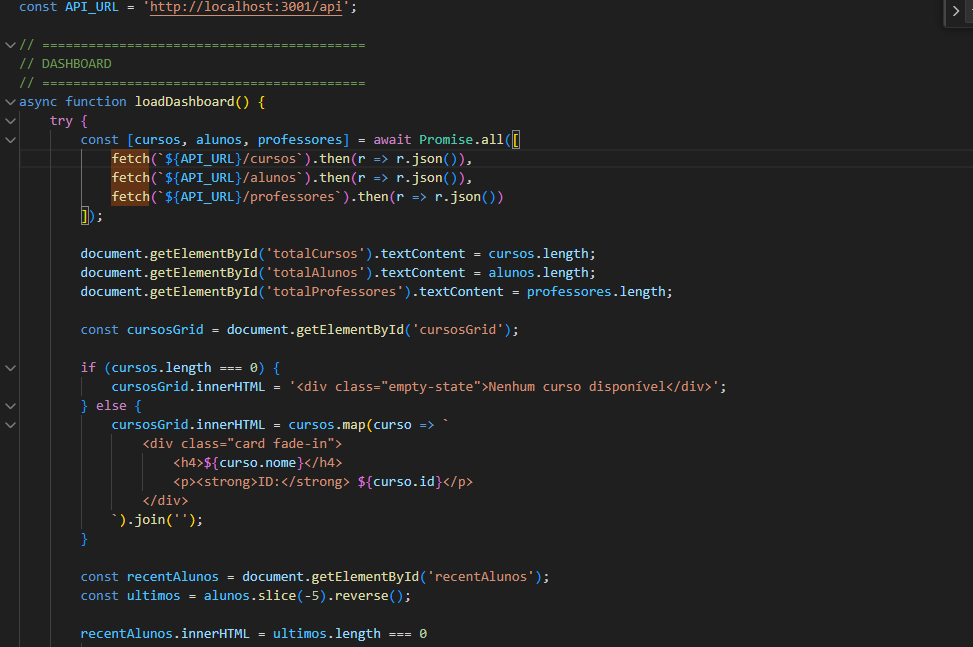 const API_URL = 'http://localhost:3001/api';
// ==========================================
// DASHBOARD
// ==========================================
async function loadDashboard() {
try {
const [cursos, alunos, professores] = await Promise.all([
fetch(`${API_URL}/cursos`).then(r => r.json()),
fetch(`${API_URL}/alunos`).then(r => r.json()),
fetch(`${API_URL}/professores`).then(r => r.json())
]);
document.getElementById('totalCursos').textContent = cursos.length;
document.getElementById('totalAlunos').textContent = alunos.length;
document.getElementById('totalProfessores').textContent = professores.length;
const cursosGrid = document.getElementById('cursosGrid');
if (cursos.length === 0) {
cursosGrid.innerHTML = '<div class="empty-state">Nenhum curso disponível</div>';
} else {
cursosGrid.innerHTML = cursos.map(curso => `
<div class="card fade-in">
<h4>${curso.nome}</h4>
<p><strong>ID:</strong> ${curso.id}</p>
</div>
`).join('');
}
const recentAlunos = document.getElementById('recentAlunos');
const ultimos = alunos.slice(-5).reverse();
recentAlunos.innerHTML = ultimos.length === 0